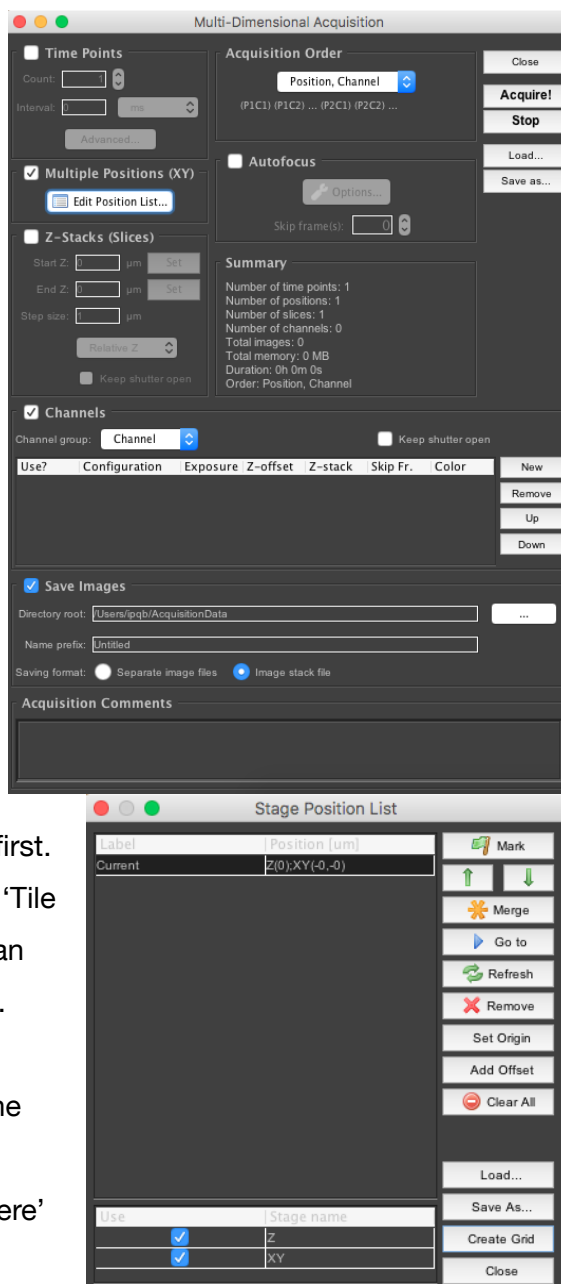 Multi-Dimensional Acquisition
Time Points
Count: 1
Interval: 0 ms
Advanced...
Multiple Positions (XY)
Edit Position List...
Z-Stacks (Slices)
Start Z: 0 µm Set
End Z: 0 µm Set
Step size: 1 µm
Relative Z
Keep shutter open
Acquisition Order
Position, Channel
(P1C1) (P1C2) ... (P2C1) (P2C2) ...
Autofocus
Options...
Skip frame(s): 0
Summary
Number of time points: 1
Number of positions: 1
Number of slices: 1
Number of channels: 0
Total images: 0
Total memory: 0 MB
Duration: 0h 0m 0s
Order: Position, Channel
Close
Acquire!
Stop
Load...
Save as...
Channels
Channel group: Channel
Keep shutter open
Use? Configuration Exposure Z-offset Z-stack Skip Fr. Color
New
Remove
Up
Down
Save Images
Directory root: /Users/ipqb/AcquisitionData
...
Name prefix: Untitled
Saving format: Separate image files Image stack file
Acquisition Comments
first.
‘Tile
an
.
ne
ere’
Stage Position List
Label Position [um]
Current Z(0);XY(-0,-0)
Mark
Merge
Go to
Refresh
Remove
Set Origin
Add Offset
Clear All
Load...
Save As...
Create Grid
Close
Use Stage name
Z
XY